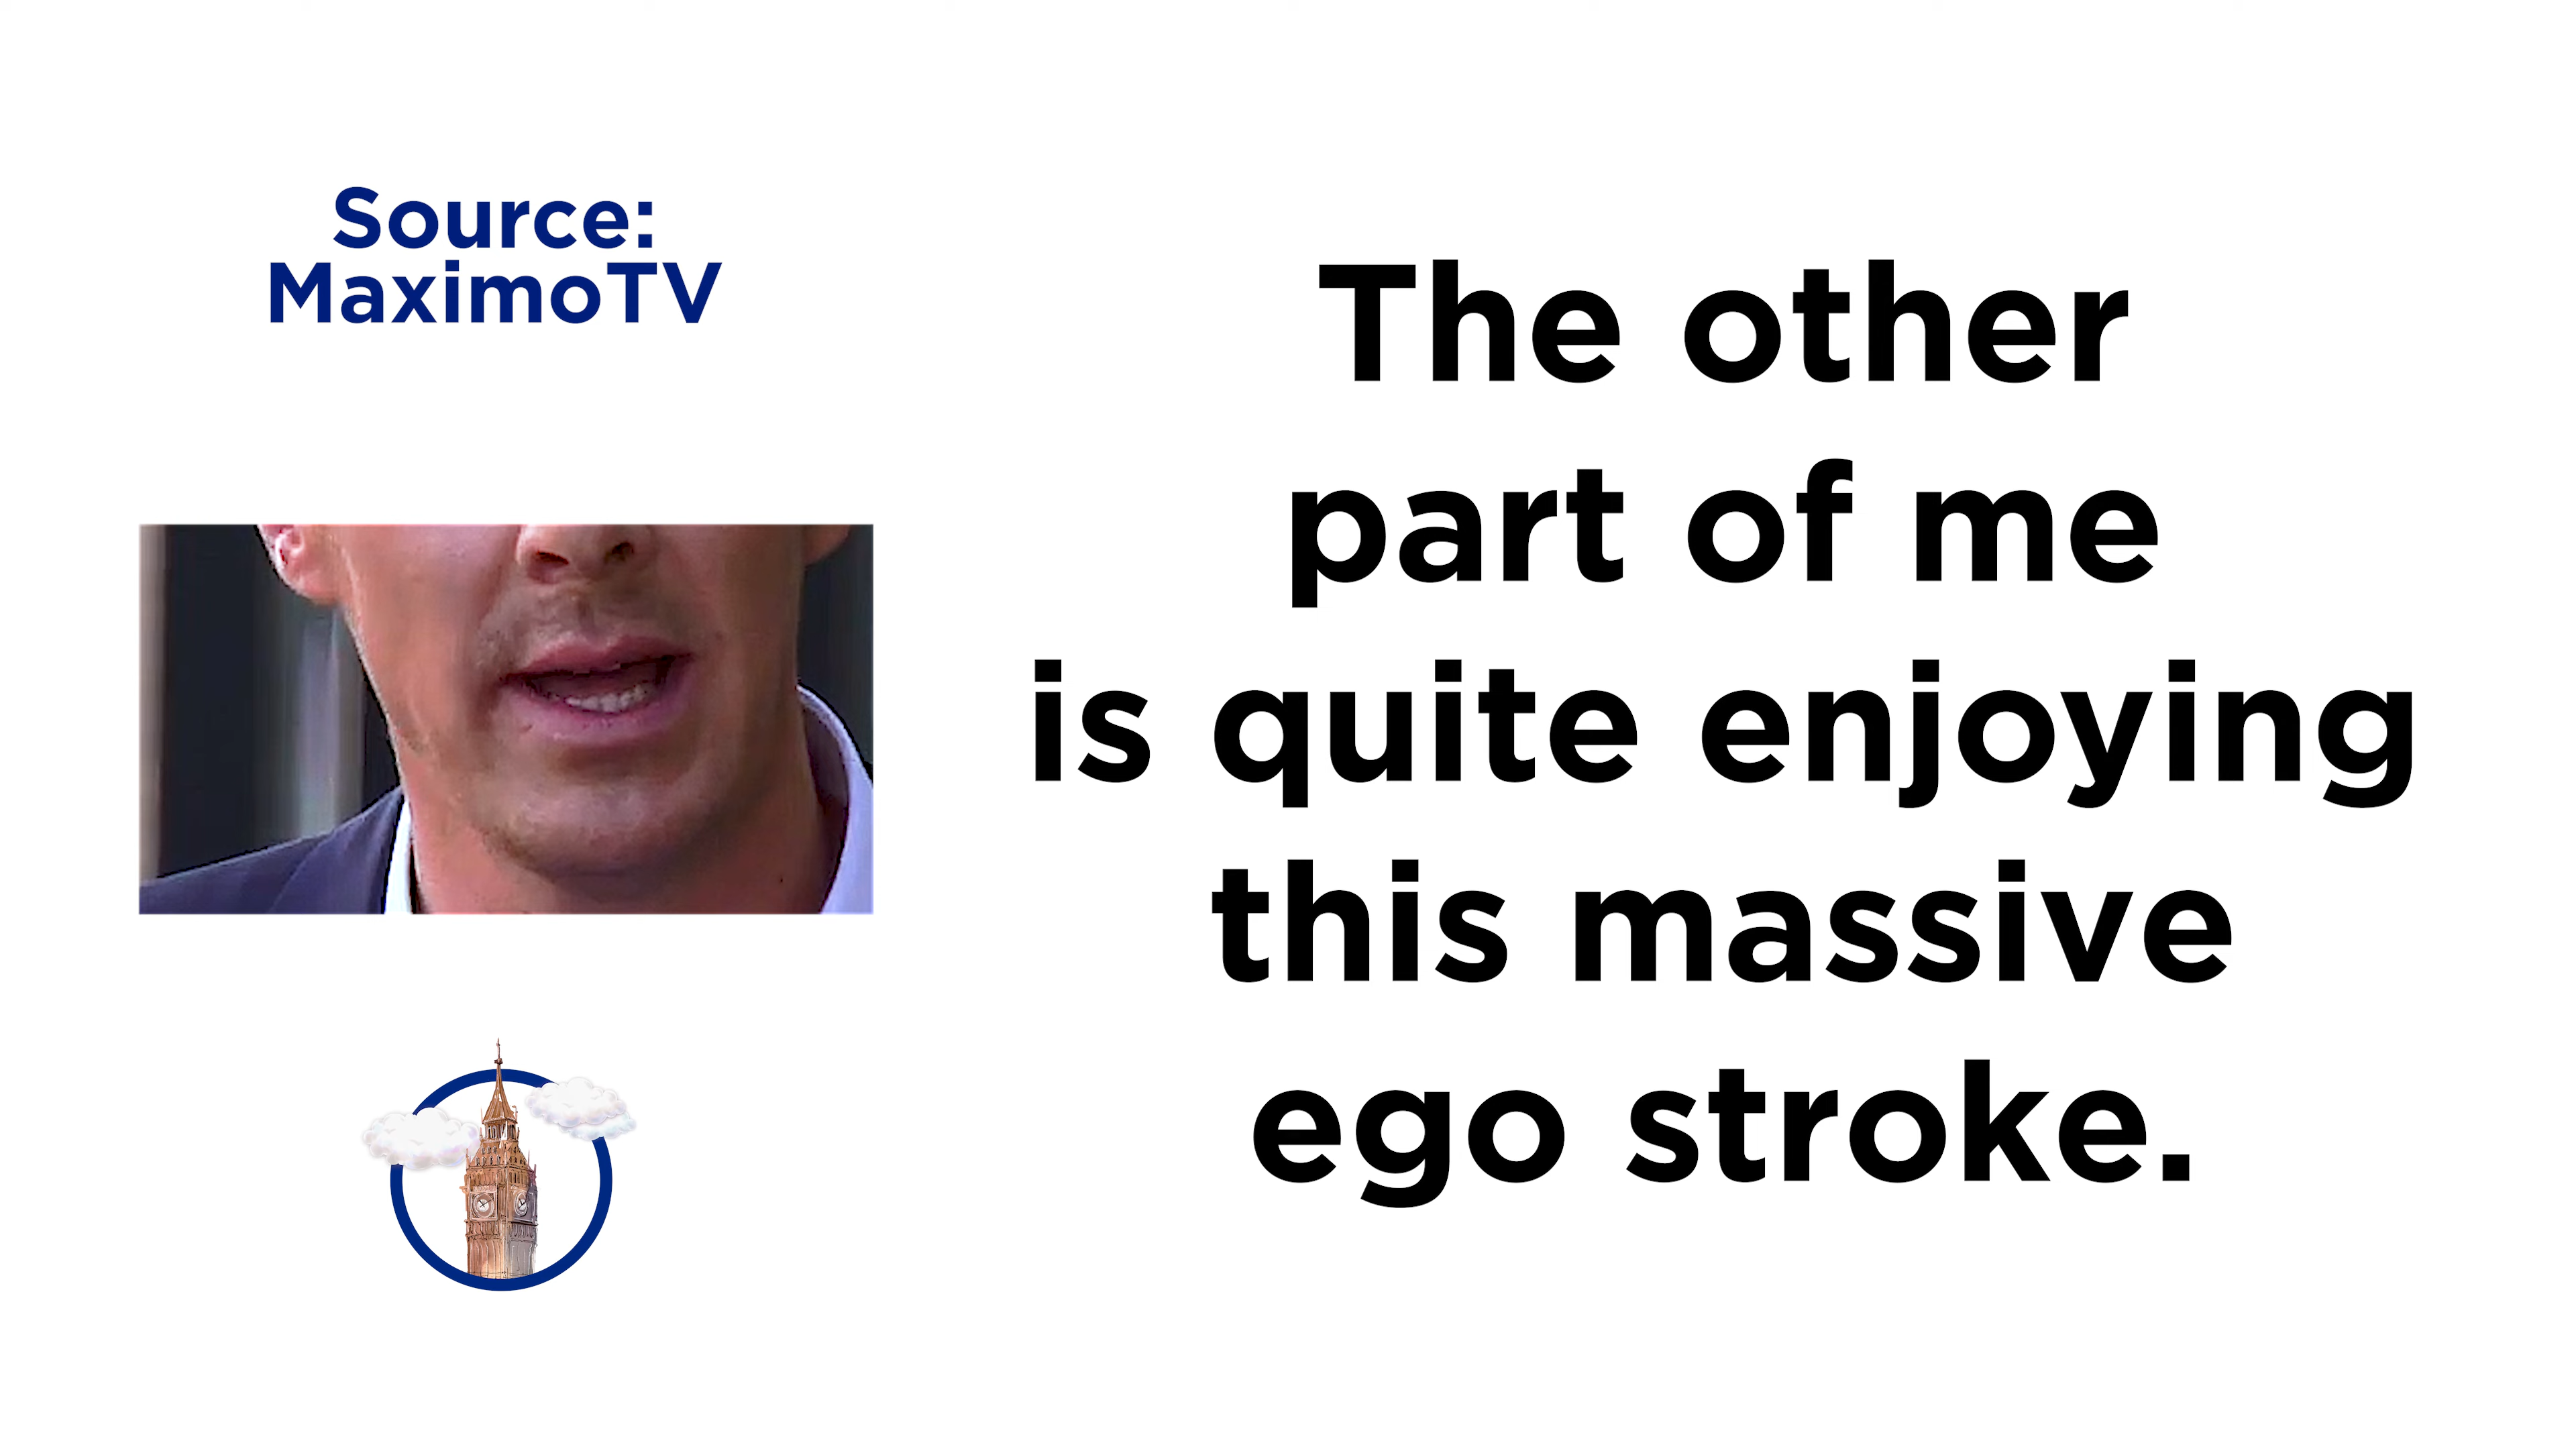 Source:
MaximoTV
The other
part of me
is quite enjoying
this massive
ego stroke.